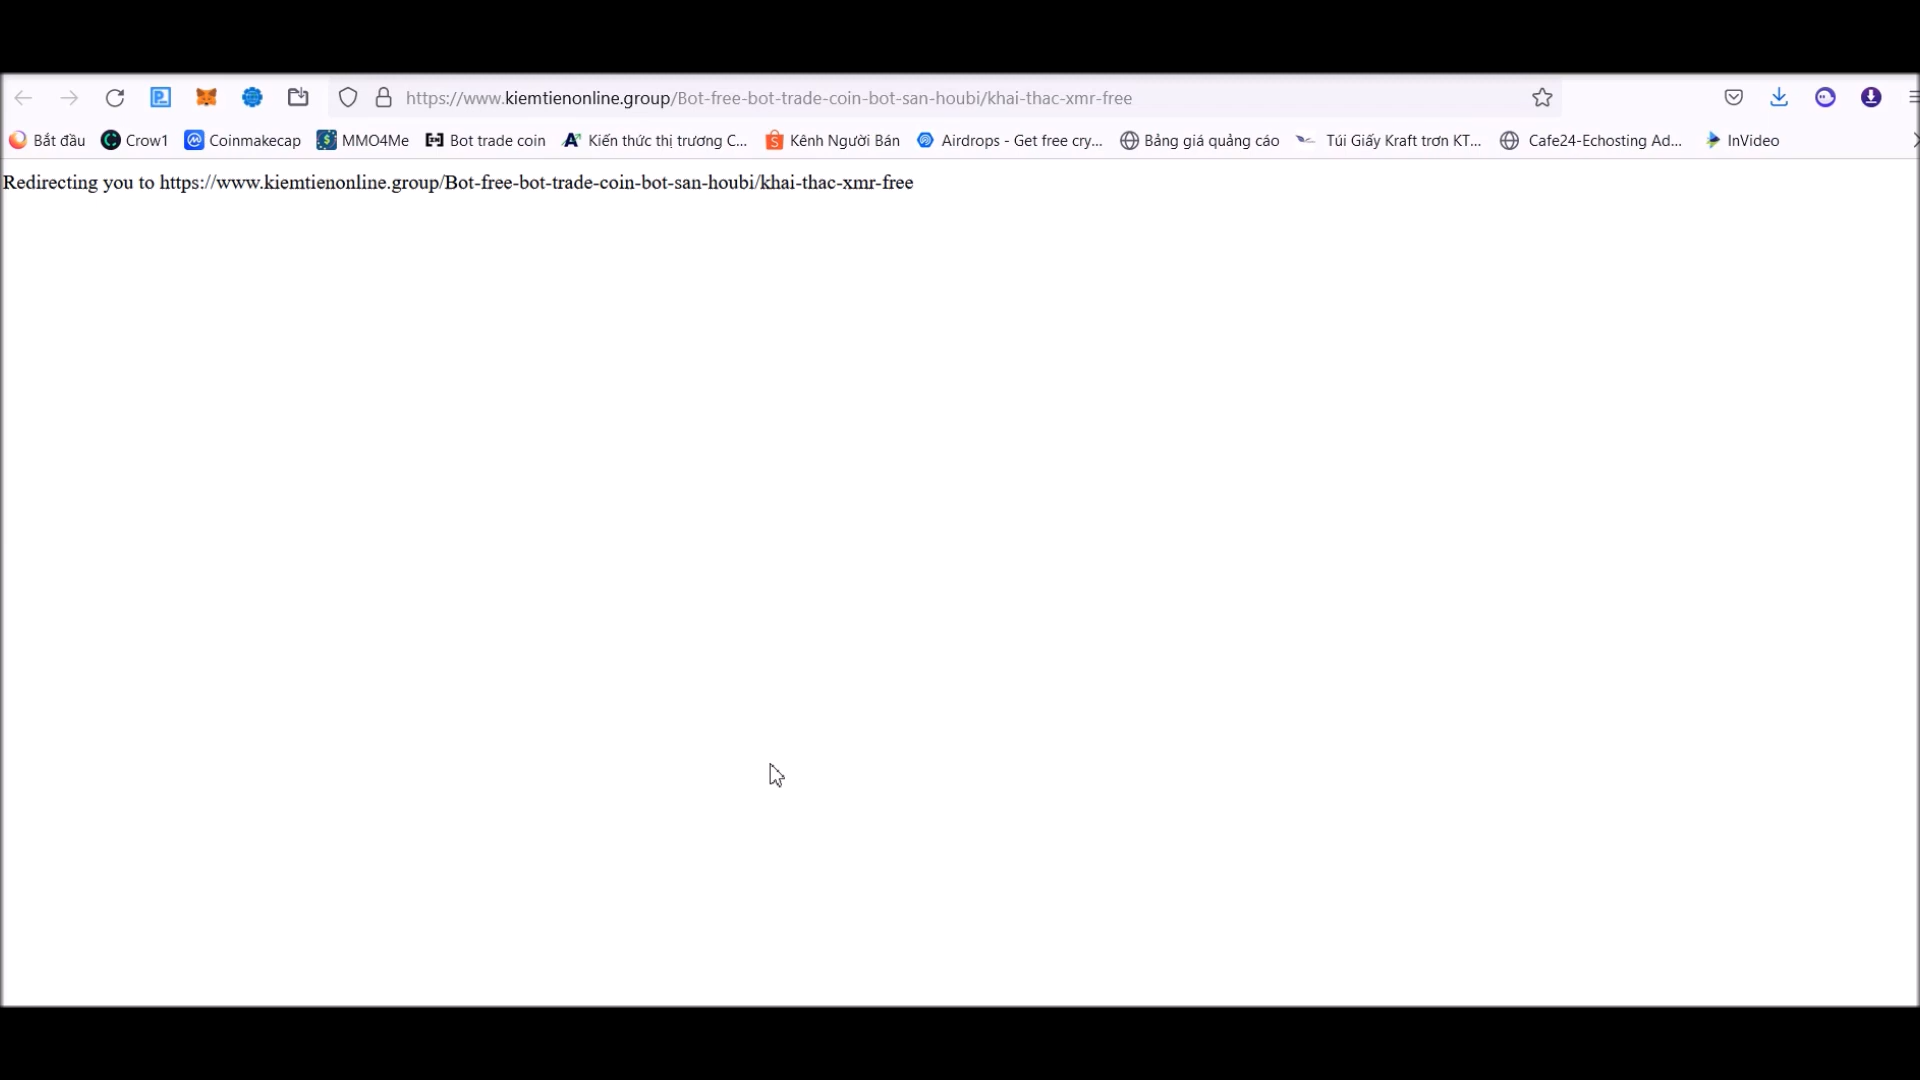 https://www.kiemtienonline.group/Bot-free-bot-trade-coin-bot-san-houbi/khai-thac-xmr-free
Bắt đầu Crow1 Coinmakecap MMO4Me Bot trade coin Kiến thức thị trương C... Kênh Người Bán Airdrops - Get free cry... Bảng giá quảng cáo Túi Giấy Kraft trơn KT... Cafe24-Echosting Ad... InVideo
Redirecting you to https://www.kiemtienonline.group/Bot-free-bot-trade-coin-bot-san-houbi/khai-thac-xmr-free